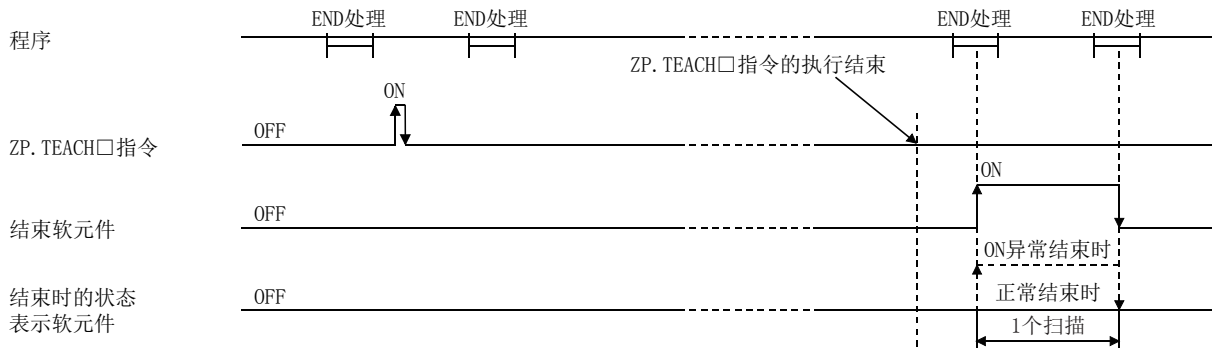 END处理
END处理
END处理
END处理
程序
ZP.TEACH□指令的执行结束
ON
OFF
ZP.TEACH□指令
ON
OFF
结束软元件
ON异常结束时
OFF
正常结束时
结束时的状态
表示软元件
1个扫描